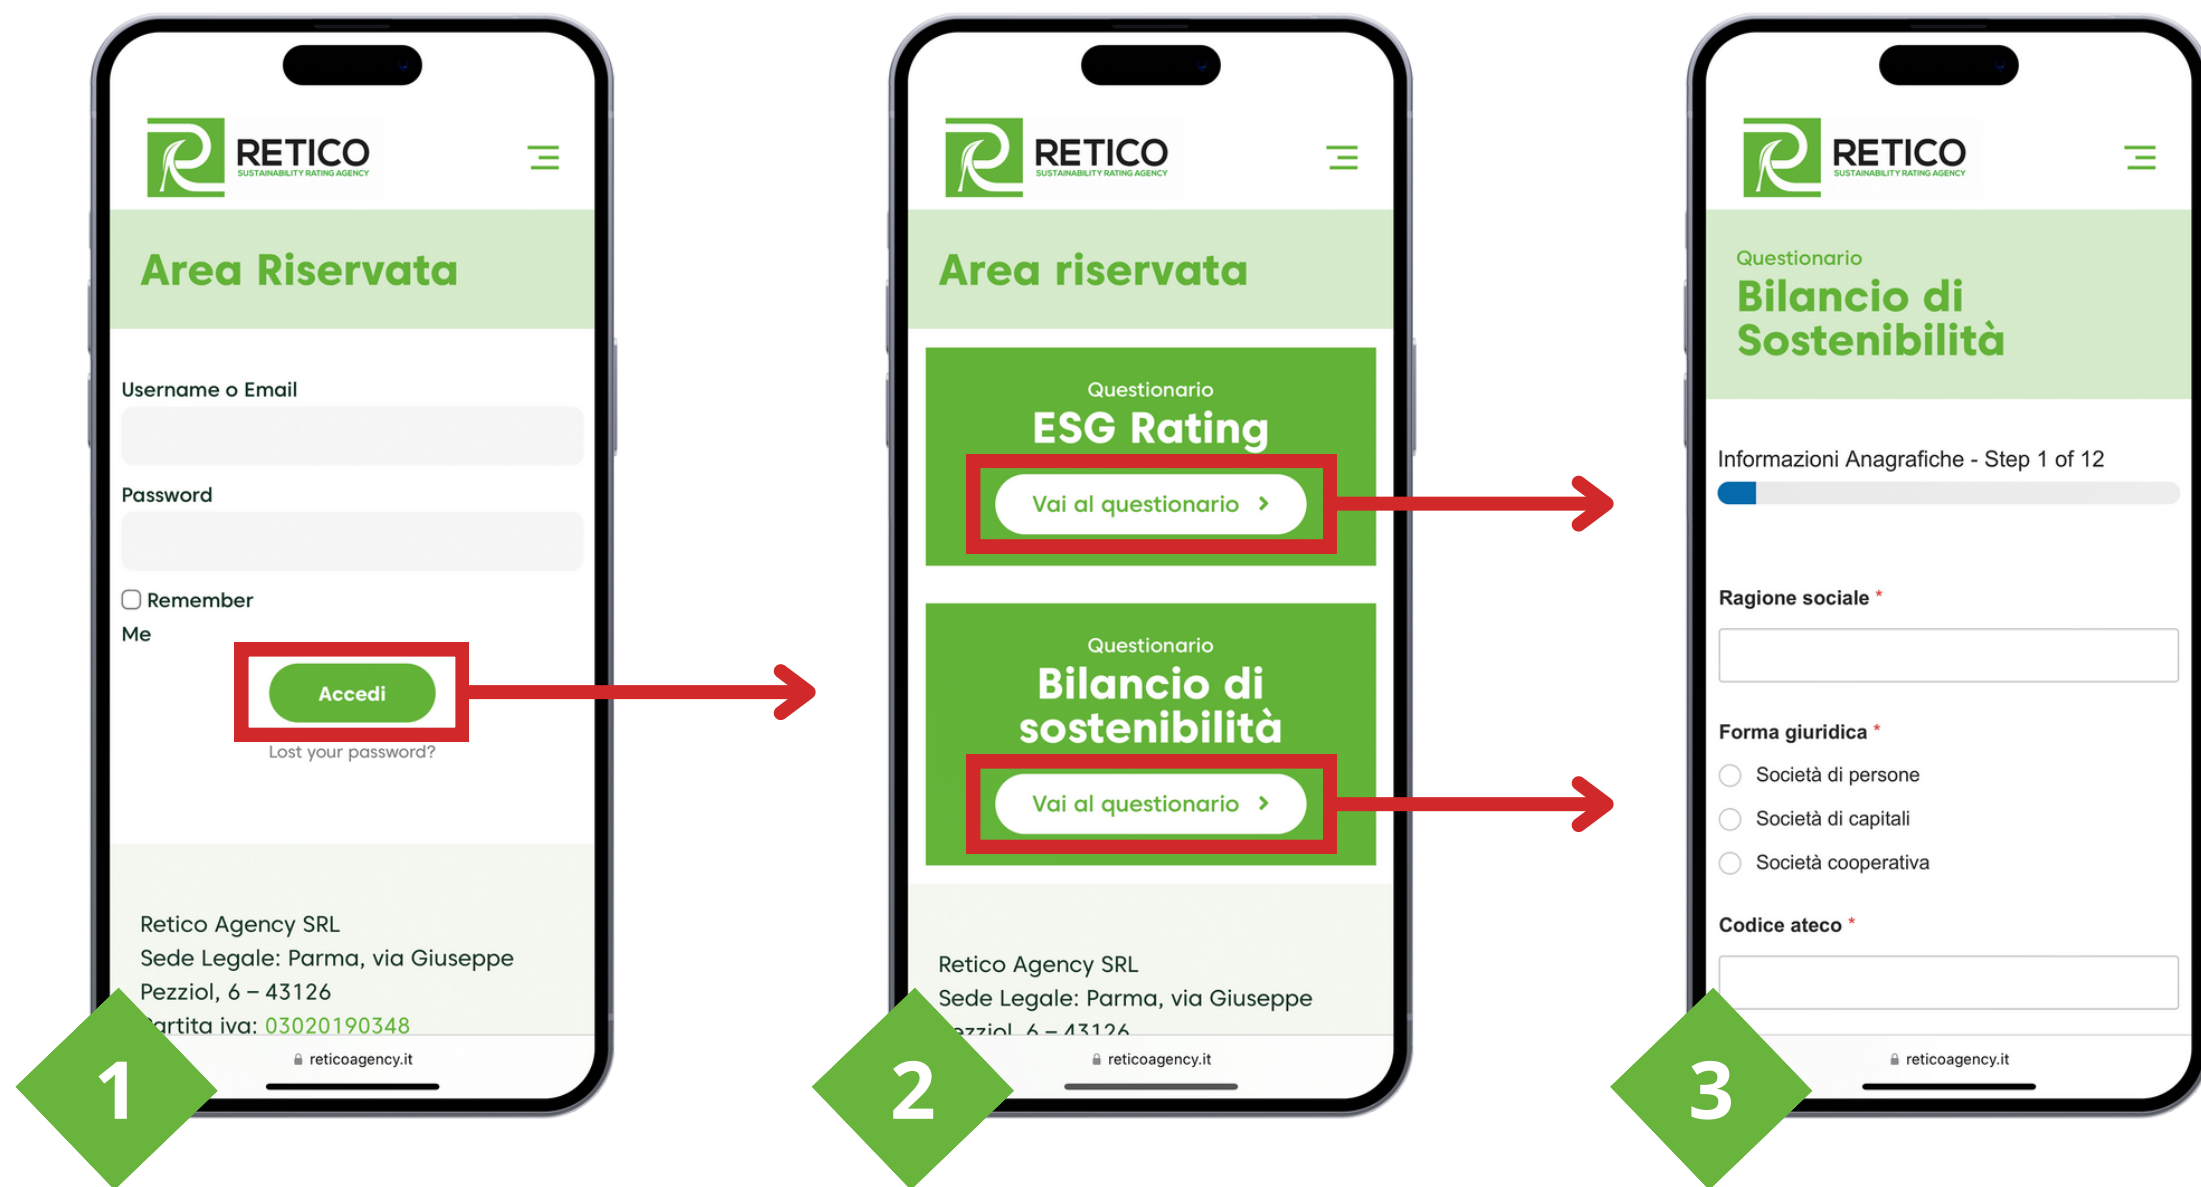 RETICO
SUSTAINABILITY RATING AGENCY
Area Riservata
Username o Email
Password
Remember
Me
Accedi
Lost your password?
Retico Agency SRL
Sede Legale: Parma, via Giuseppe
Pezziol, 6 – 43126
Partita iva: 03020190348
reticoagency.it
1
RETICO
SUSTAINABILITY RATING AGENCY
Area riservata
Questionario
ESG Rating
Vai al questionario
Questionario
Bilancio di
sostenibilità
Vai al questionario
Retico Agency SRL
Sede Legale: Parma, via Giuseppe
Pezziol, 6 – 43126
reticoagency.it
2
RETICO
SUSTAINABILITY RATING AGENCY
Questionario
Bilancio di
Sostenibilità
Informazioni Anagrafiche - Step 1 of 12
Ragione sociale *
Forma giuridica *
Società di persone
Società di capitali
Società cooperativa
Codice ateco *
reticoagency.it
3